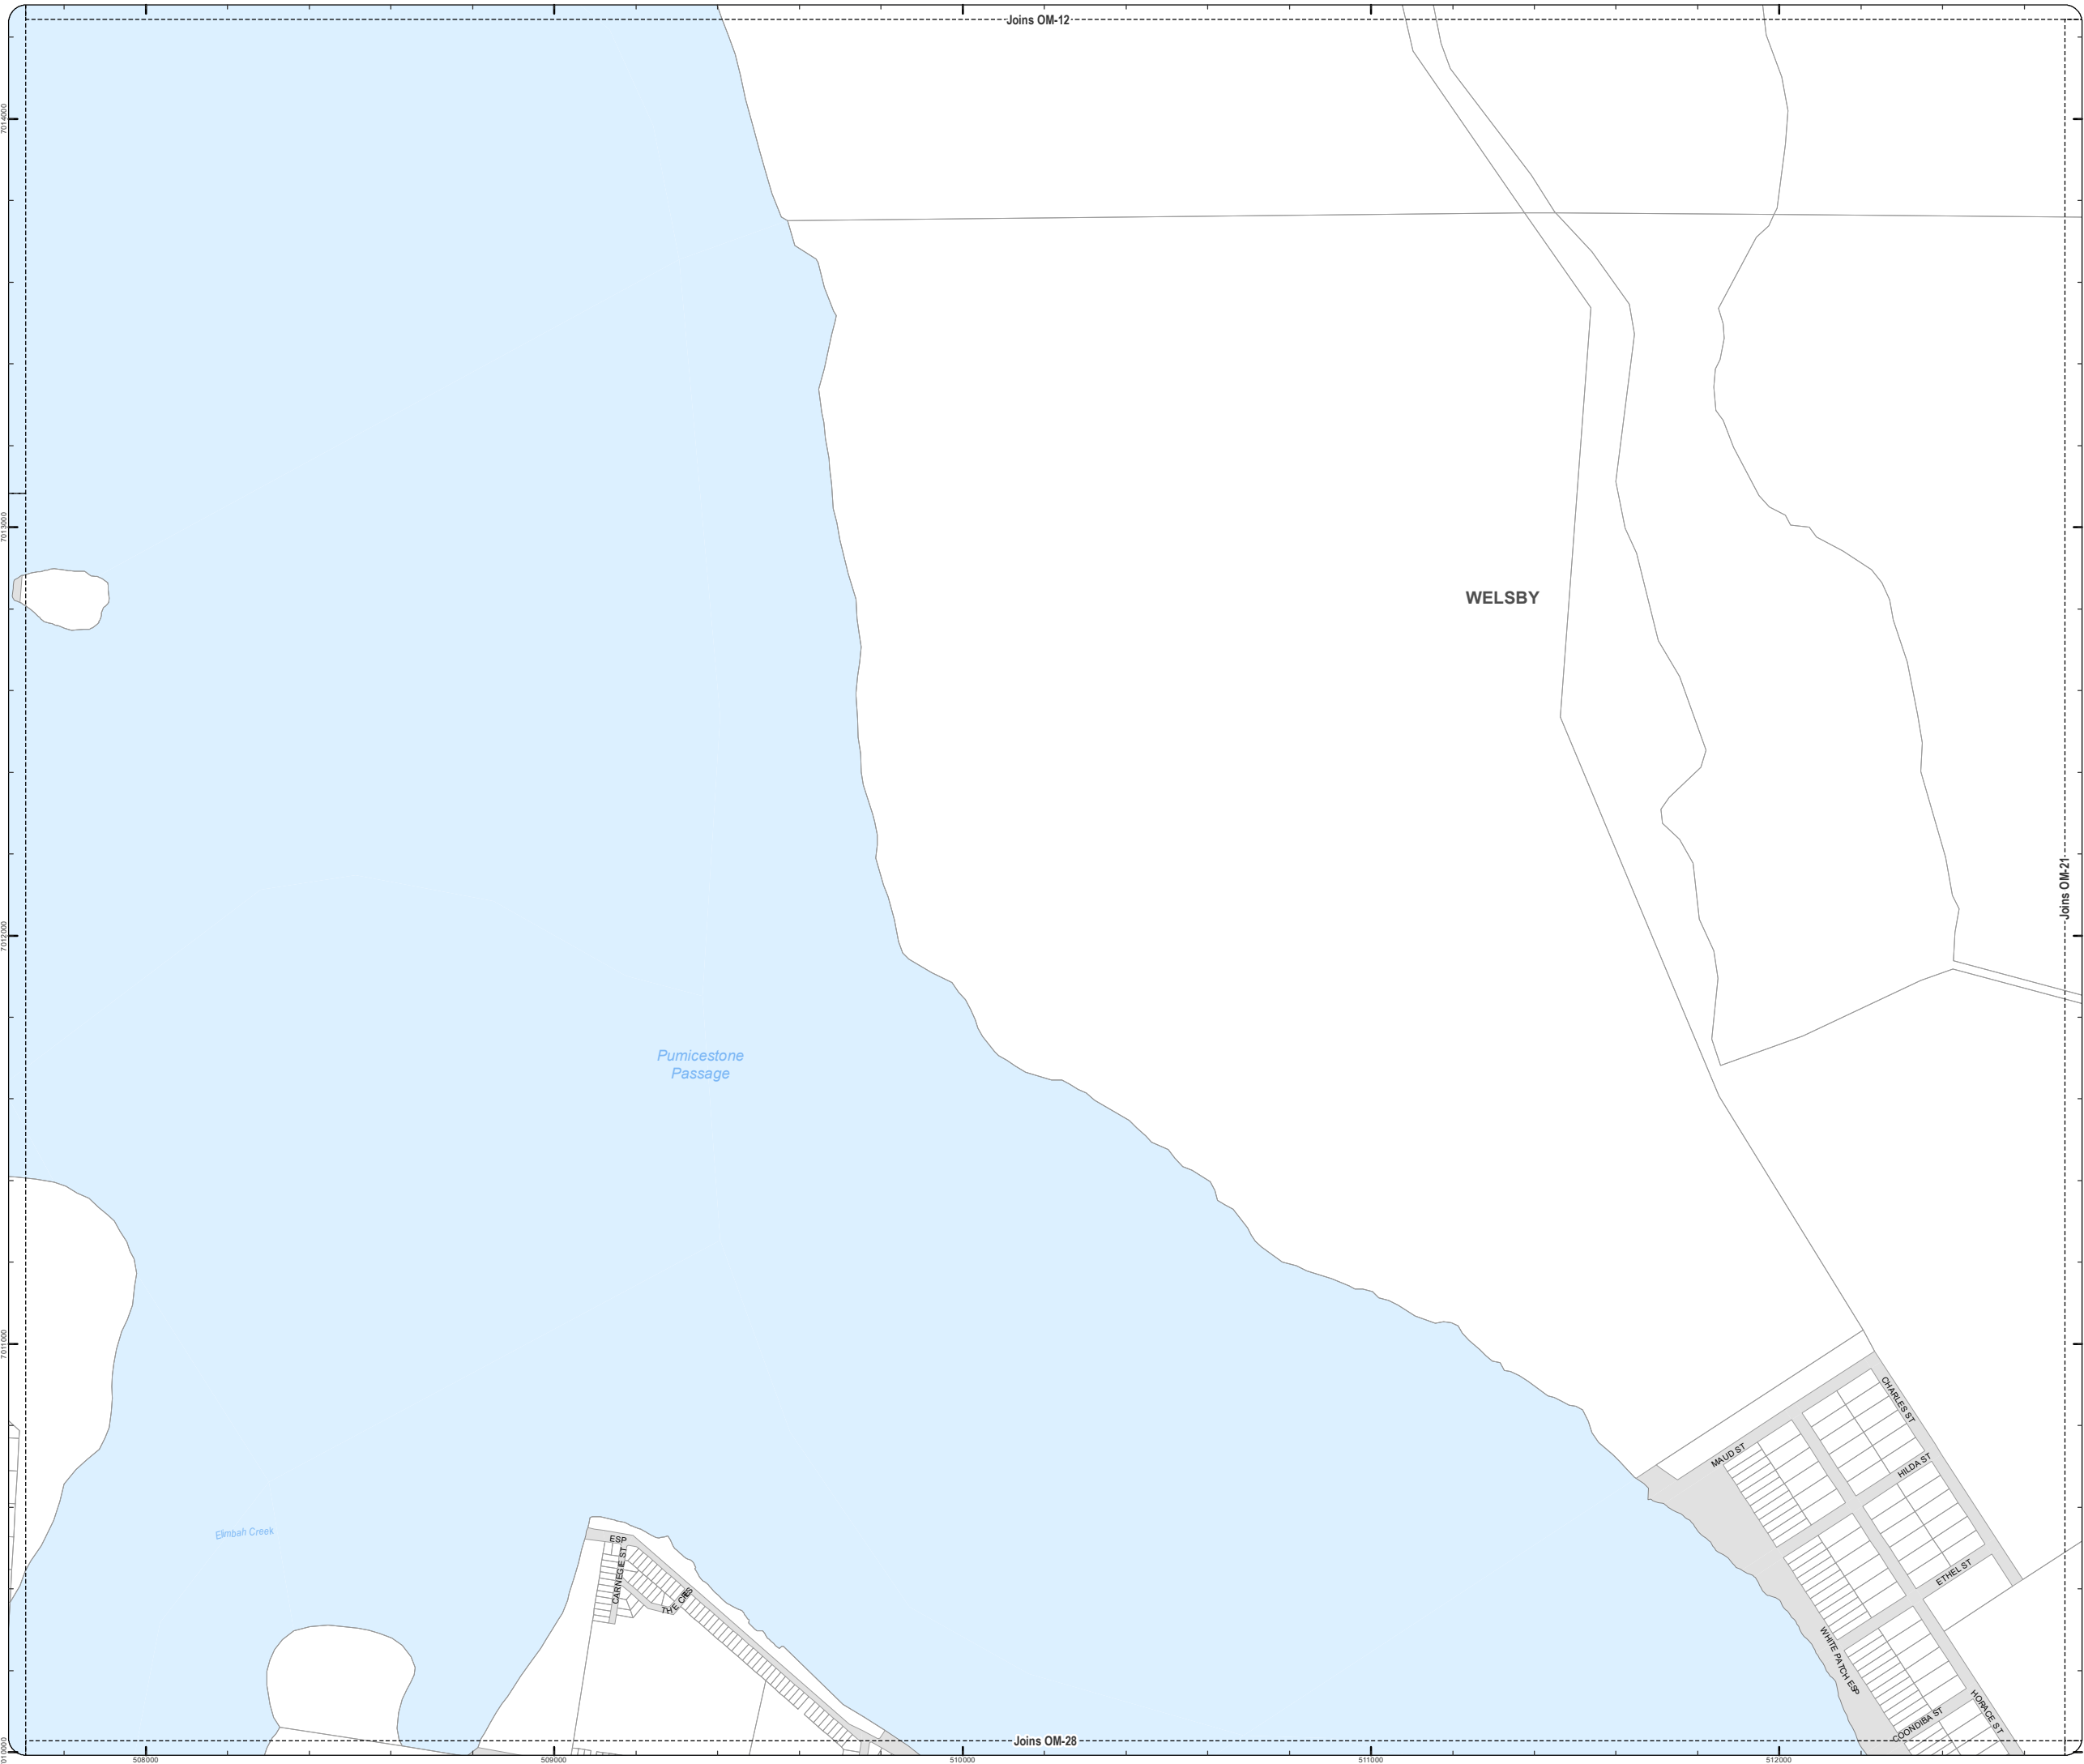 Joins OM-12
7014000
7013000
WELSBY
Joins OM-21
7012000
Pumicestone
Passage
7011000
CHARLES ST
MAUD ST
HILDA ST
Elimbah Creek
ESP
CARNEGIE ST
THE CRES
ETHEL ST
WHITE PATCH ESP
HORACE ST
COONDIBA ST
Joins OM-28
508000
509000
510000
511000
512000